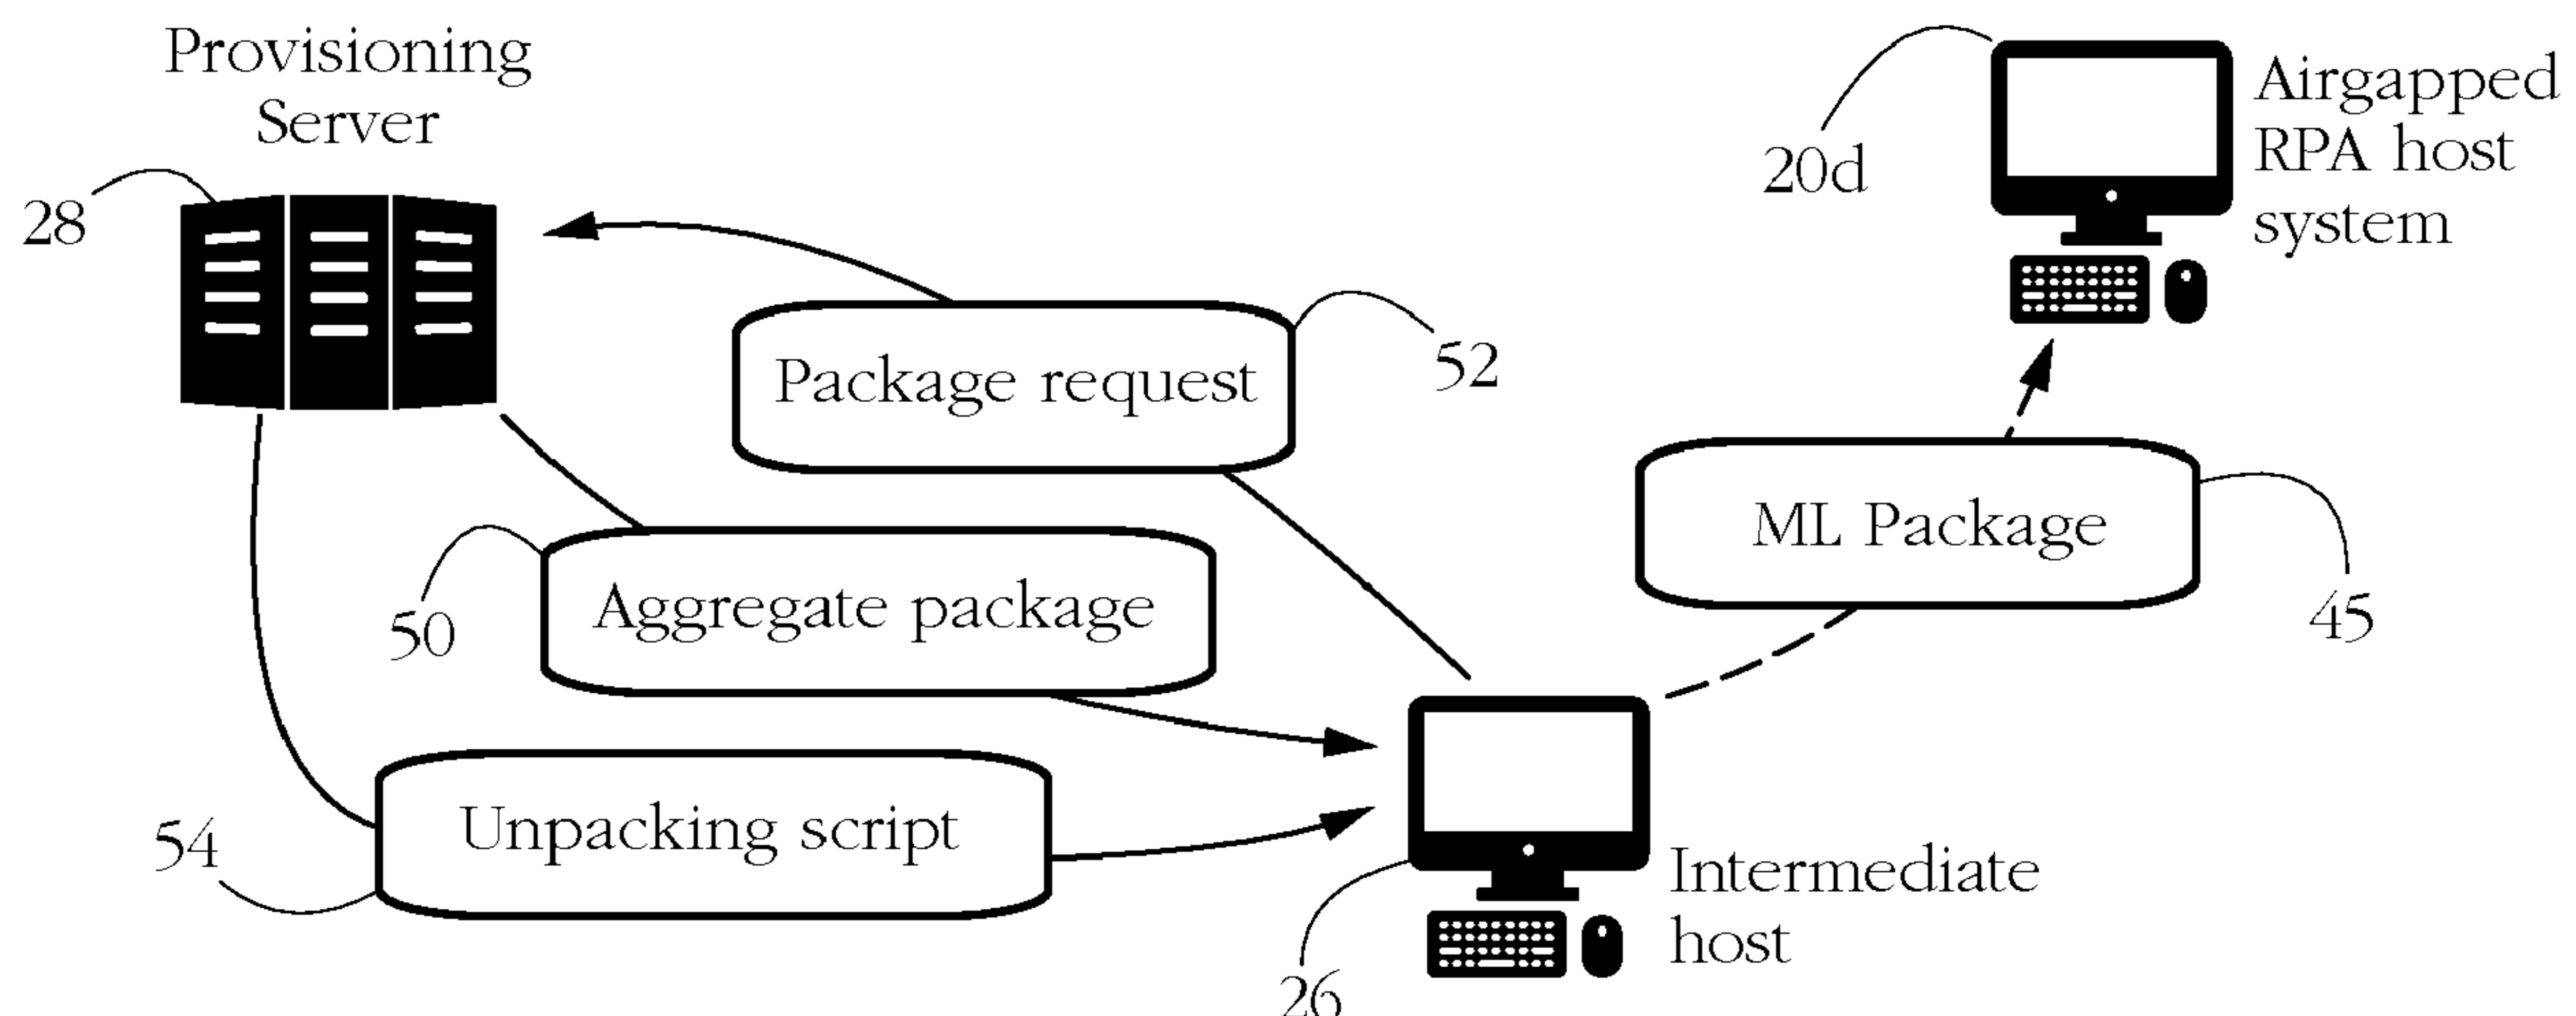 Provisioning
Server
28
20d
Airgapped
RPA host
system
Package request
52
ML Package
45
Aggregate package
50
Unpacking script
54
Intermediate
host
26